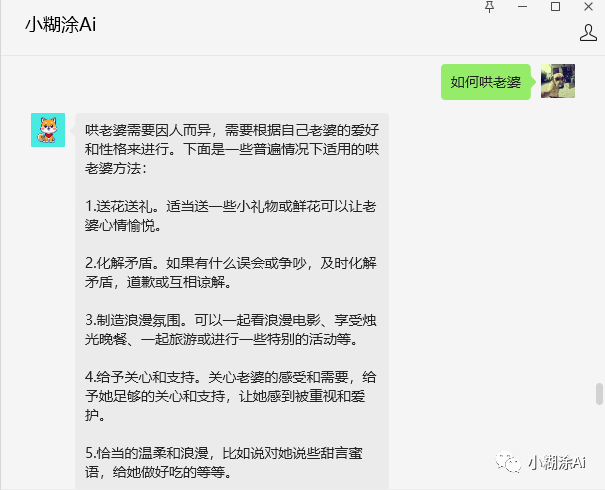 小糊涂Ai
如何哄老婆
哄老婆需要因人而异，需要根据自己老婆的爱好
和性格来进行。下面是一些普遍情况下适用的哄
老婆方法：
1.送花送礼。适当送一些小礼物或鲜花可以让老
婆心情愉悦。
2.化解矛盾。如果有什么误会或争吵，及时化解
矛盾，道歉或互相谅解。
3.制造浪漫氛围。可以一起看浪漫电影、享受烛
光晚餐、一起旅游或进行一些特别的活动等。
4.给予关心和支持。关心老婆的感受和需要，给
予她足够的关心和支持，让她感到被重视和爱
护。
5.恰当的温柔和浪漫，比如说对她说些甜言蜜
语，给她做好吃的等等。
小糊涂Ai